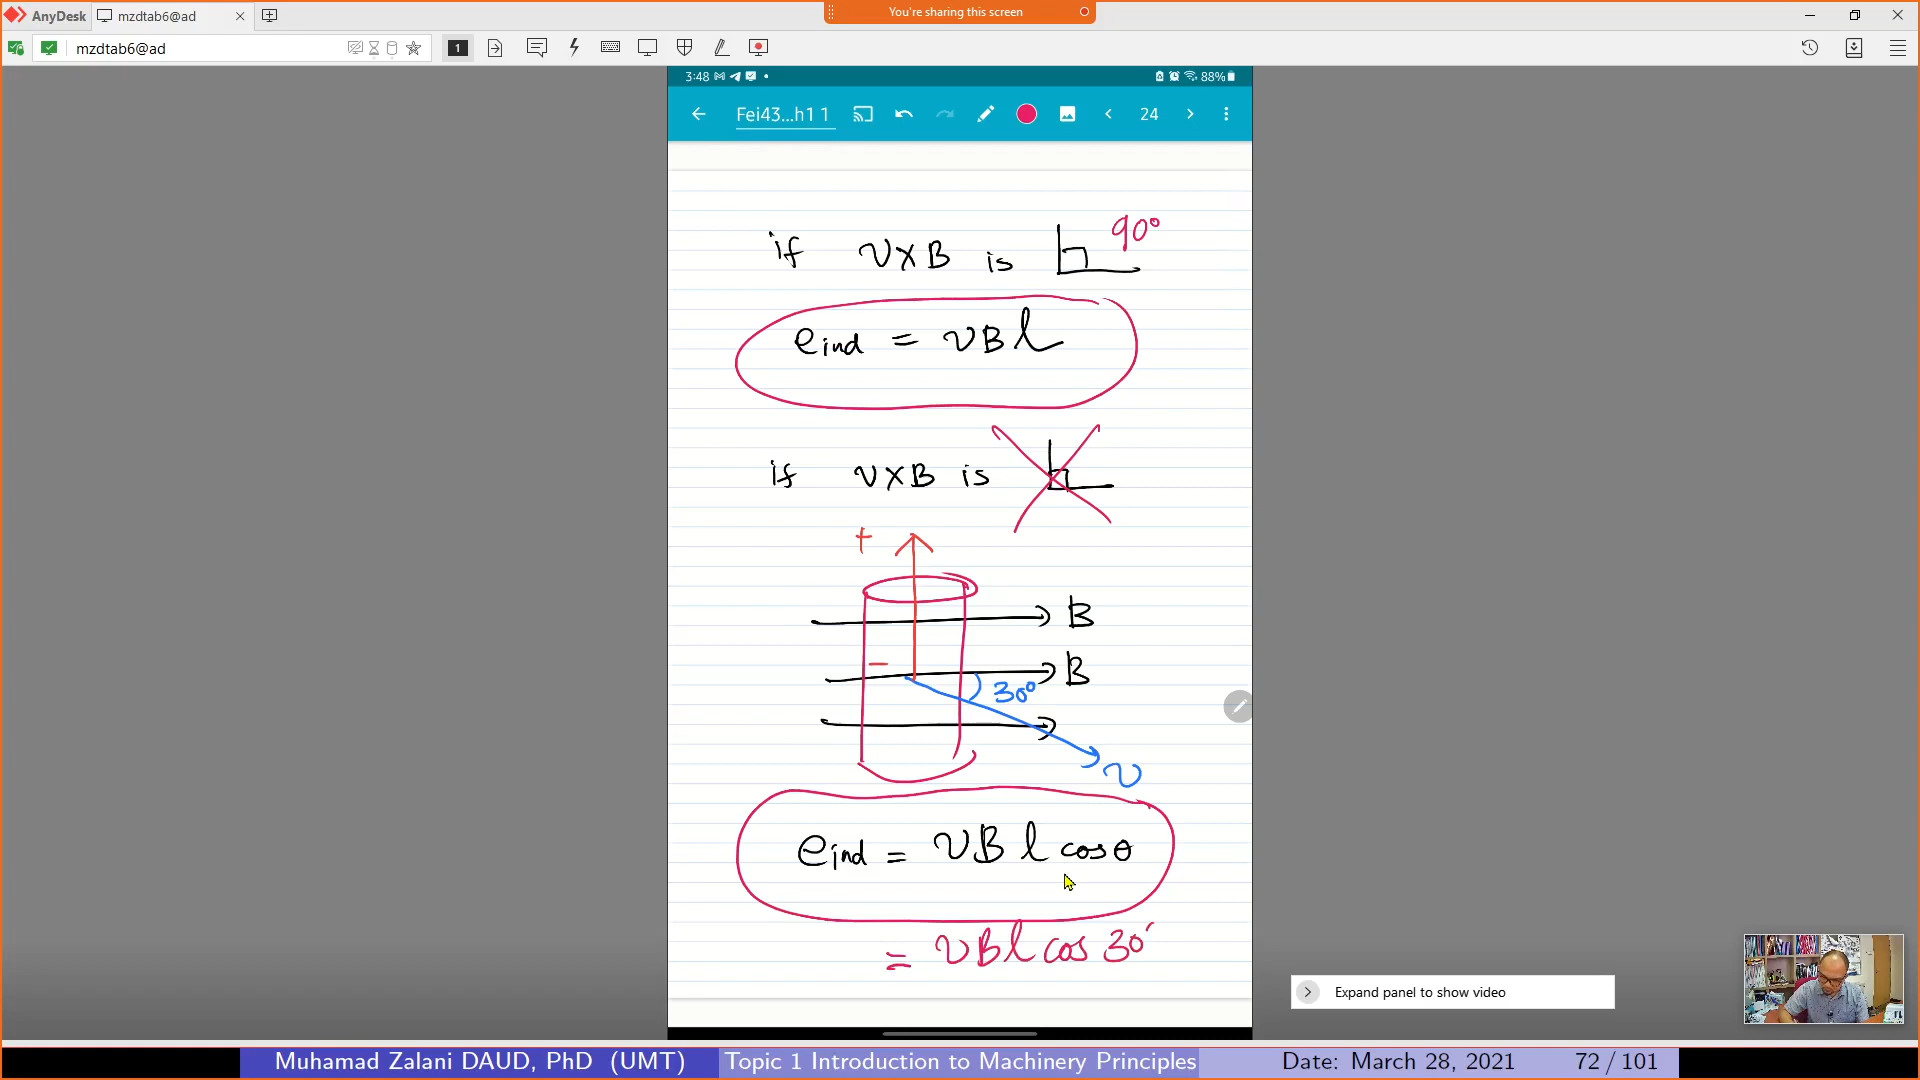 AnyDesk mzdtab6@ad
You're sharing this screen
mzdtab6@ad
1
3:48
88%
Fei43...h1 1
24
if v×B is 90°
eind = vBl
if v×B is
+
B
- B
30°
v
eind = vBl cosθ
= vBl cos 30°
Expand panel to show video
Muhamad Zalani DAUD, PhD (UMT) Topic 1 Introduction to Machinery Principles Date: March 28, 2021 72 / 101